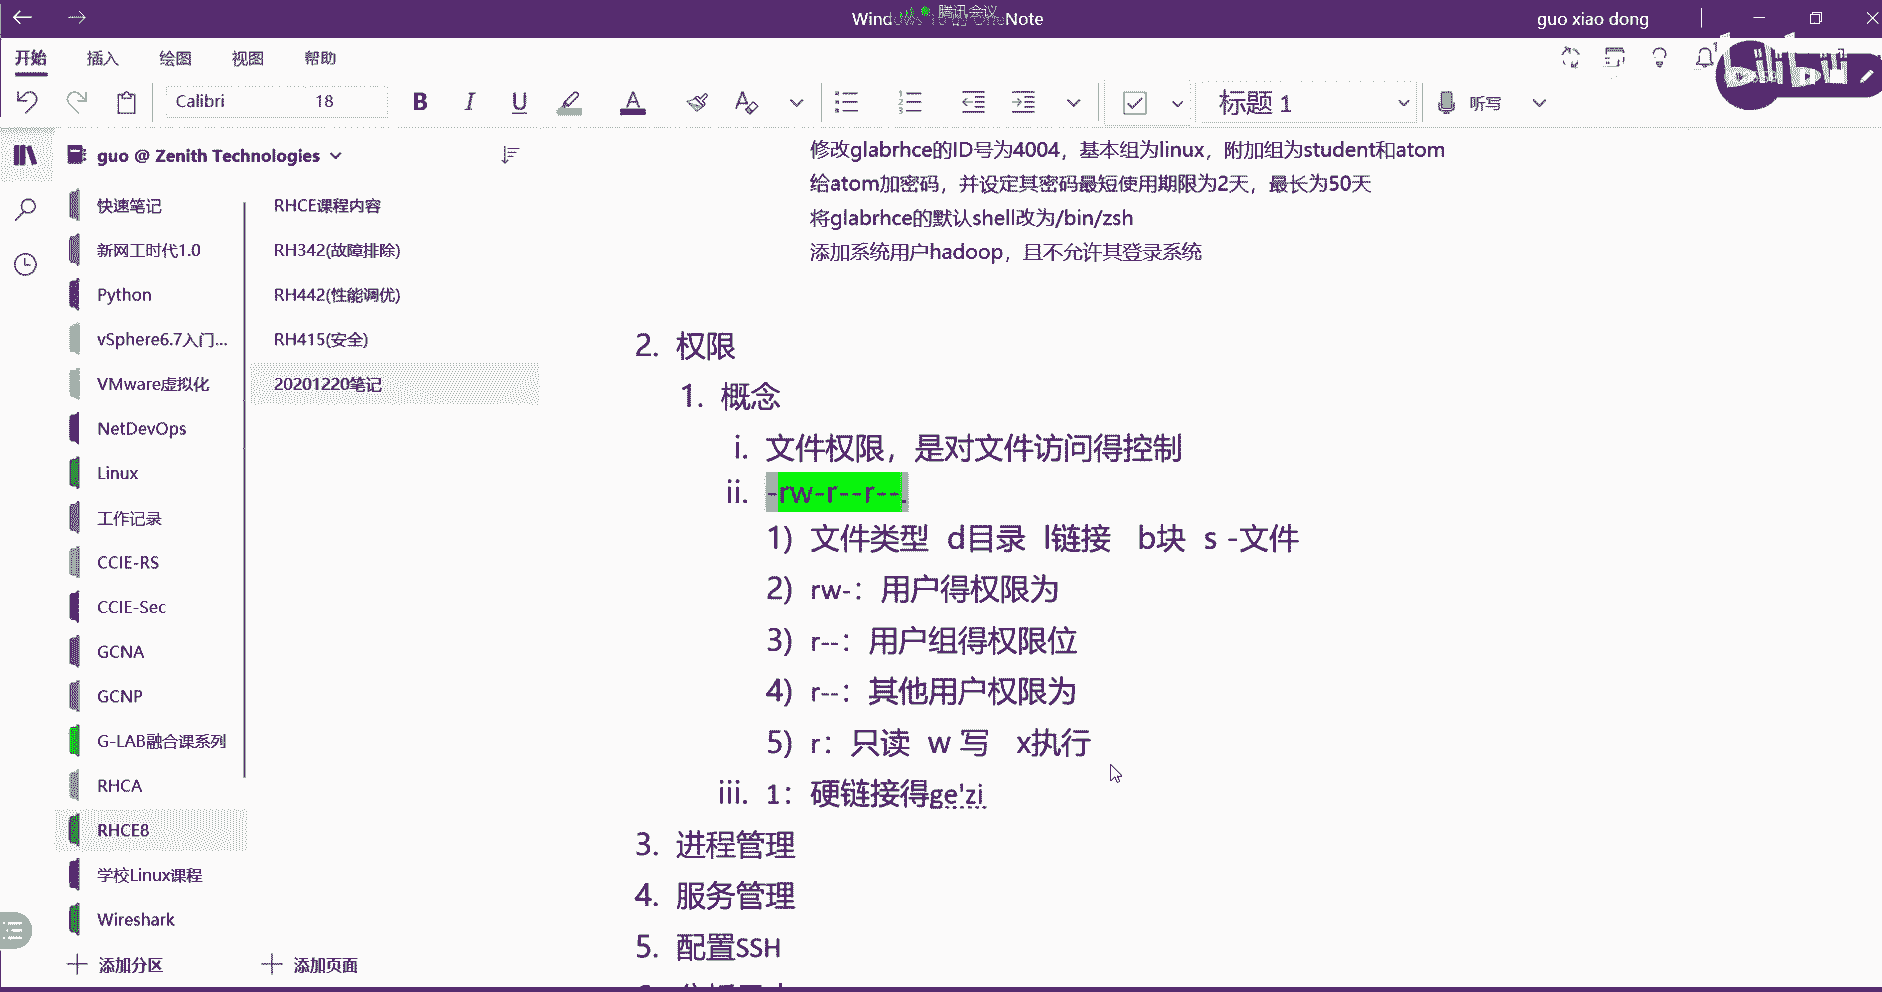 Windows 10 的 OneNote
腾讯会议
guo xiao dong
开始 插入 绘图 视图 帮助
bilibili
Calibri 18 B I U A 标题 1 听写
guo @ Zenith Technologies
快速笔记
新网工时代1.0
Python
vSphere6.7入门...
VMware虚拟化
NetDevOps
Linux
工作记录
CCIE-RS
CCIE-Sec
GCNA
GCNP
G-LAB融合课系列
RHCA
RHCE8
学校Linux课程
Wireshark
添加分区
RHCE课程内容
RH342(故障排除)
RH442(性能调优)
RH415(安全)
20201220笔记
添加页面
修改glabrhce的ID号为4004，基本组为linux，附加组为student和atom
给atom加密码，并设定其密码最短使用期限为2天，最长为50天
将glabrhce的默认shell改为/bin/zsh
添加系统用户hadoop，且不允许其登录系统
2. 权限
1. 概念
i. 文件权限，是对文件访问得控制
ii. -rw-r--r--.
1) 文件类型 d目录 l链接 b块 s -文件
2) rw-：用户得权限为
3) r--：用户组得权限位
4) r--：其他用户权限为
5) r：只读 w 写 x执行
iii. 1：硬链接得ge'zi
3. 进程管理
4. 服务管理
5. 配置SSH